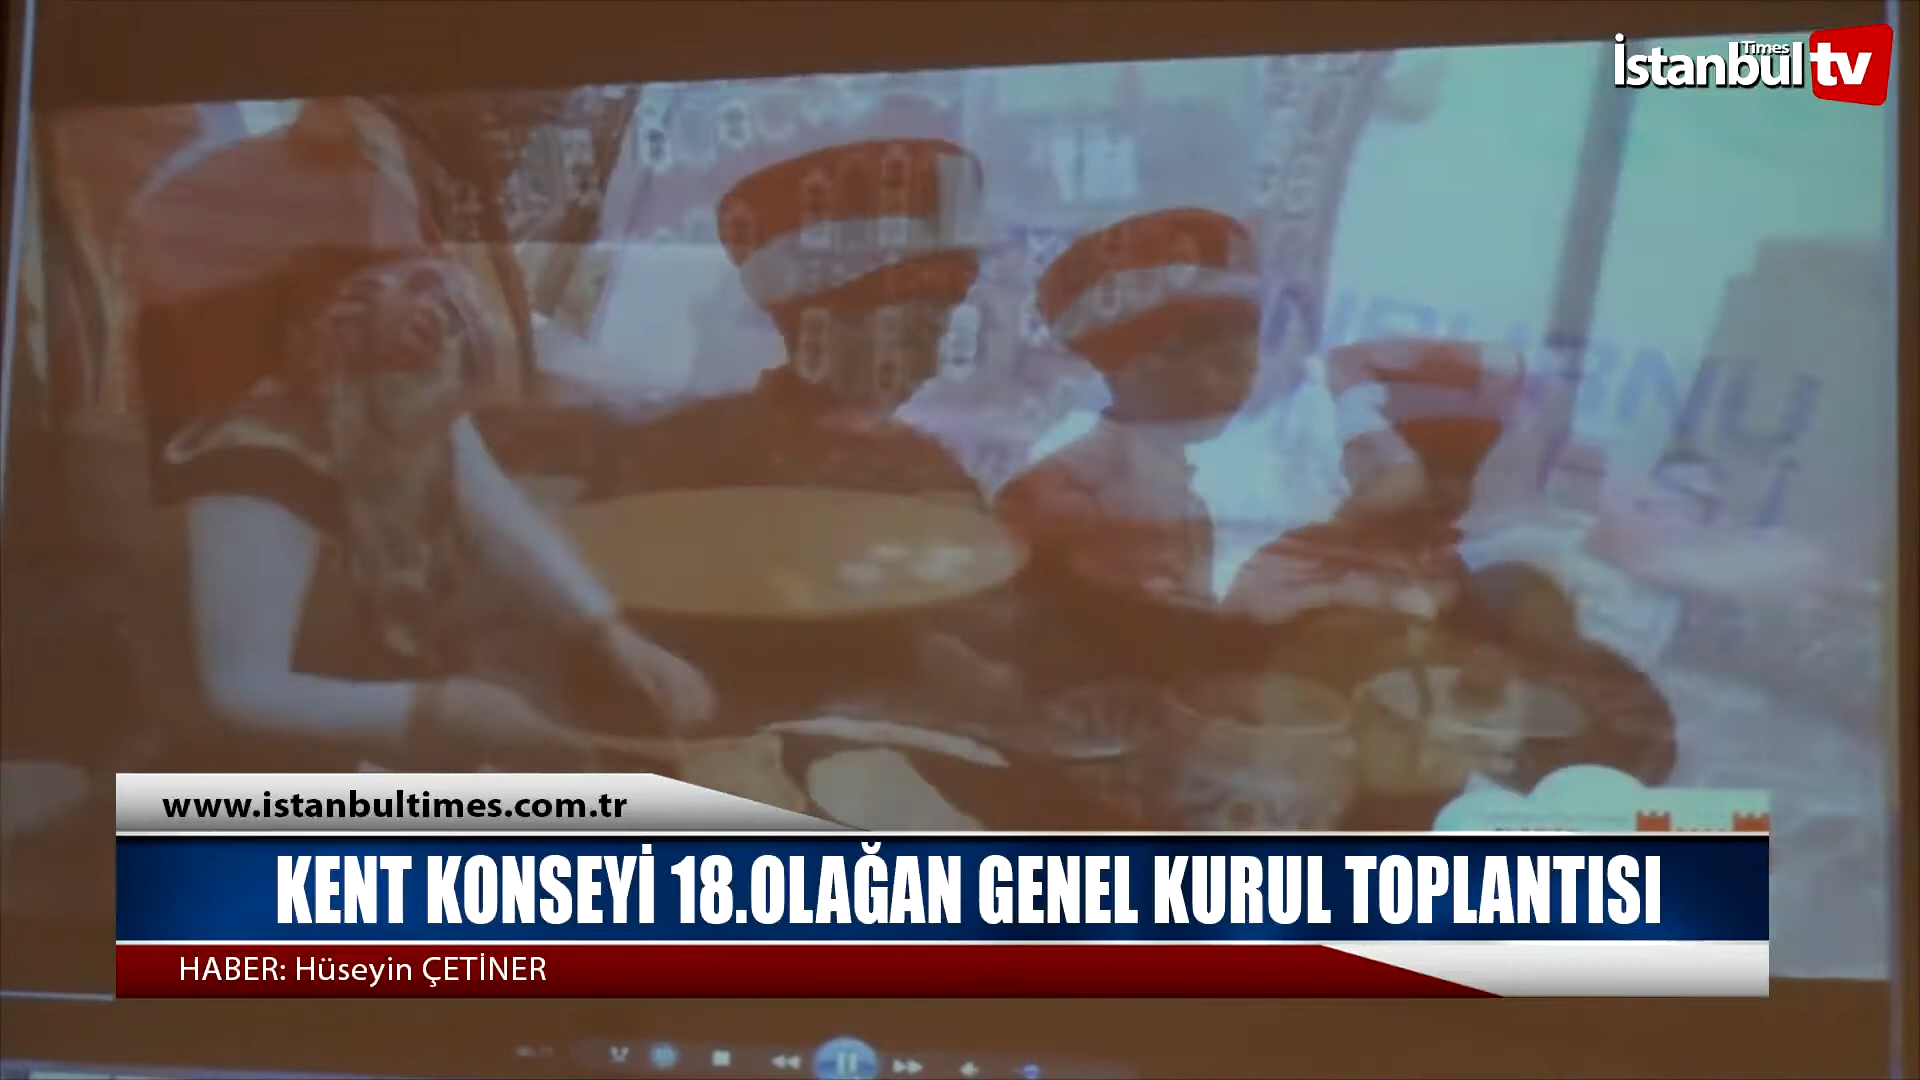 İstanbul Times tv
www.istanbultimes.com.tr
KENT KONSEYİ 18.OLAĞAN GENEL KURUL TOPLANTISI
HABER: Hüseyin ÇETİNER